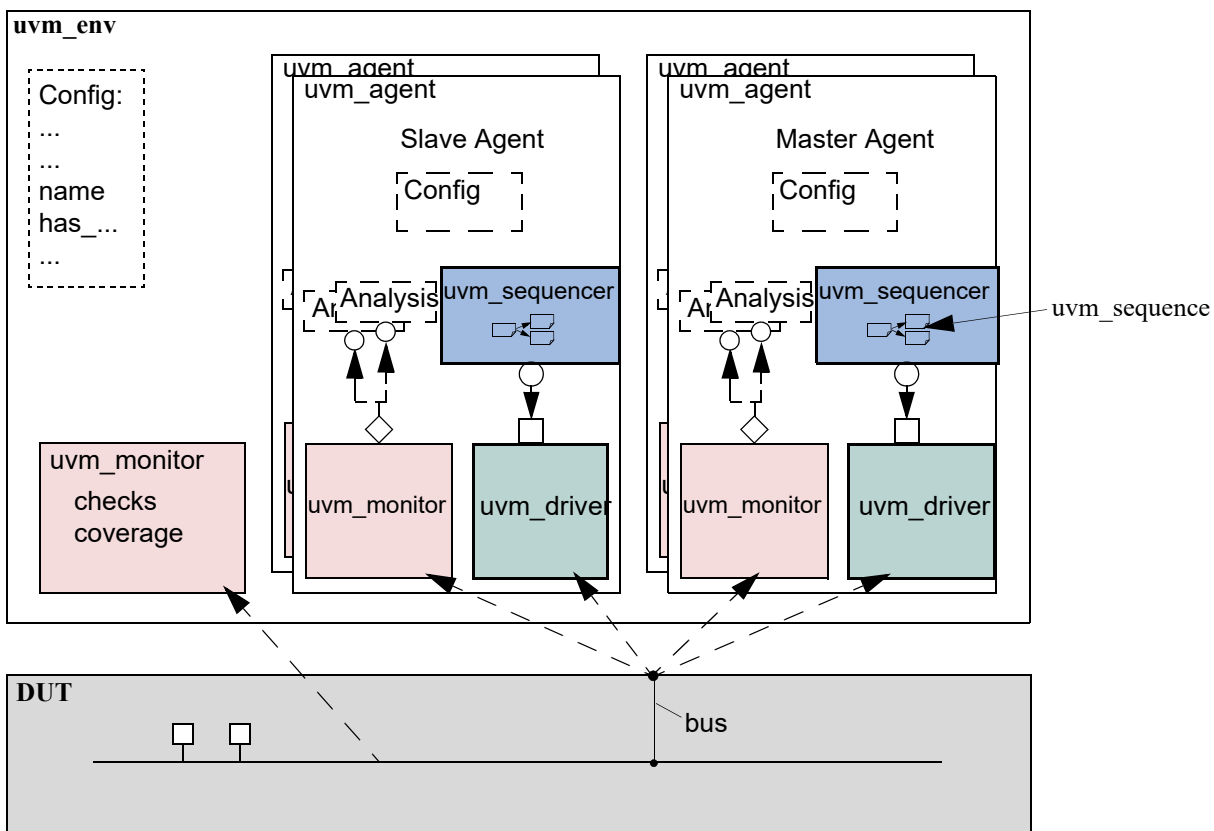 uvm_env
Config:
...
...
name
has_...
...
uvm_agent
uvm_agent
Slave Agent
Config
Analysis
uvm_sequencer
uvm_monitor
uvm_driver
uvm_agent
uvm_agent
Master Agent
Config
Analysis
uvm_sequencer
uvm_sequence
uvm_monitor
uvm_driver
uvm_monitor
checks
coverage
DUT
bus